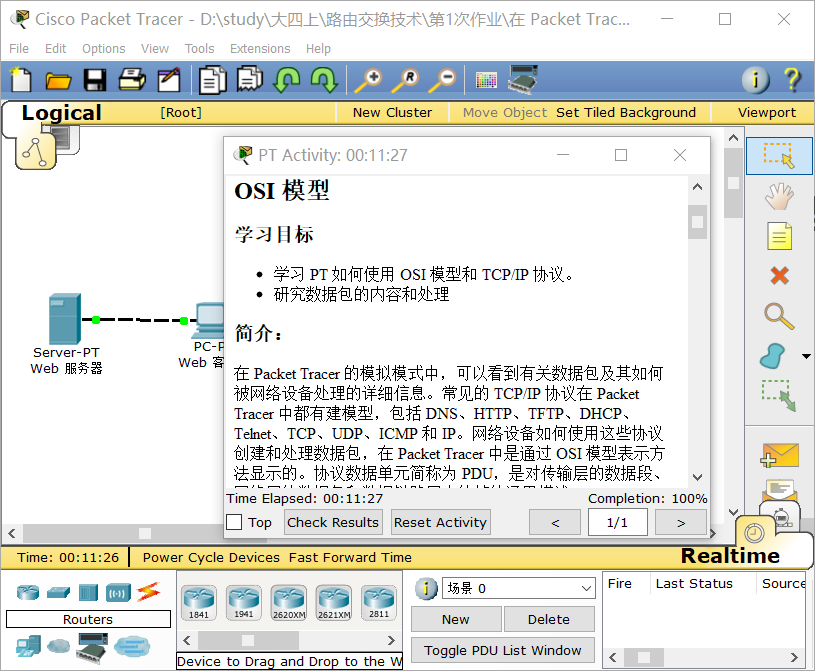 Cisco Packet Tracer - D:\study\大四上\路由交换技术\第1次作业\在 Packet Trac...
File Edit Options View Tools Extensions Help
Logical [Root] New Cluster Move Object Set Tiled Background Viewport
PT Activity: 00:11:27
OSI 模型
学习目标
• 学习 PT 如何使用 OSI 模型和 TCP/IP 协议。
• 研究数据包的内容和处理
简介：
在 Packet Tracer 的模拟模式中，可以看到有关数据包及其如何
被网络设备处理的详细信息。常见的 TCP/IP 协议在 Packet
Tracer 中都有建模型，包括 DNS、HTTP、TFTP、DHCP、
Telnet、TCP、UDP、ICMP 和 IP。网络设备如何使用这些协议
创建和处理数据包，在 Packet Tracer 中是通过 OSI 模型表示方
法显示的。协议数据单元简称为 PDU，是对传输层的数据段、
Server-PT
Web 服务器
PC-P
Web 客
Time Elapsed: 00:11:27 Completion: 100%
Top Check Results Reset Activity < 1/1 >
Time: 00:11:26 Power Cycle Devices Fast Forward Time Realtime
Routers
1841 1941 2620XM 2621XM 2811
Device to Drag and Drop to the W
场景 0
New Delete
Toggle PDU List Window
Fire Last Status Source